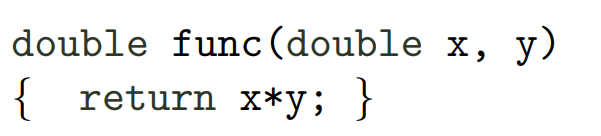 double func(double x, y)
{  return x*y; }